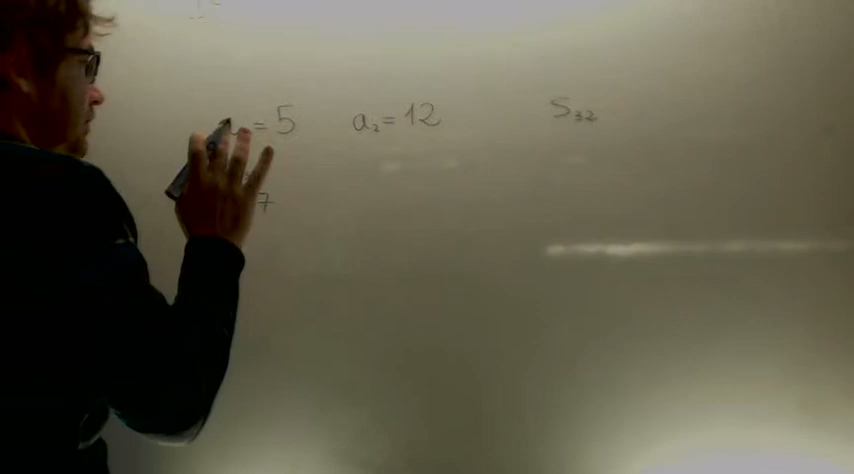 = 5 a₂ = 12 S₃₂
7